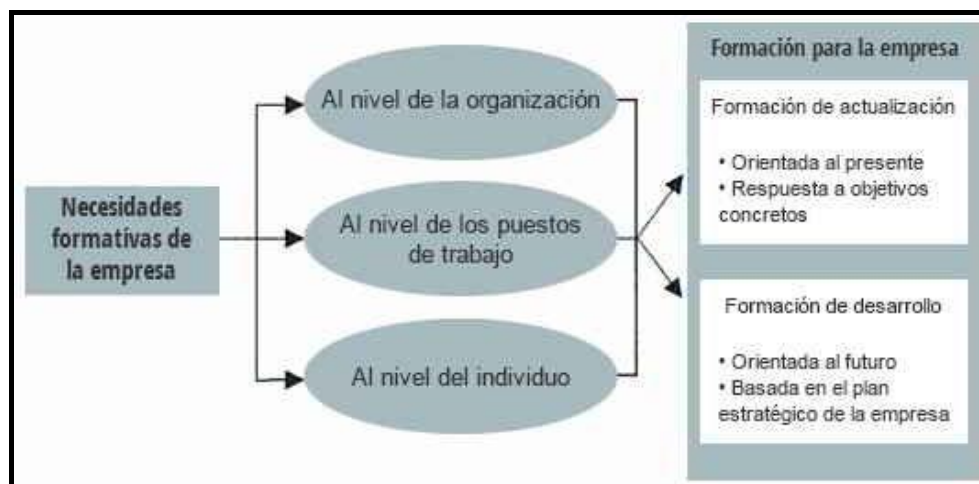 Necesidades
formativas de
la empresa
Al nivel de la organización
Al nivel de los puestos
de trabajo
Al nivel del individuo
Formación para la empresa
Formación de actualización
• Orientada al presente
• Respuesta a objetivos
concretos
Formación de desarrollo
• Orientada al futuro
• Basada en el plan
estratégico de la empresa